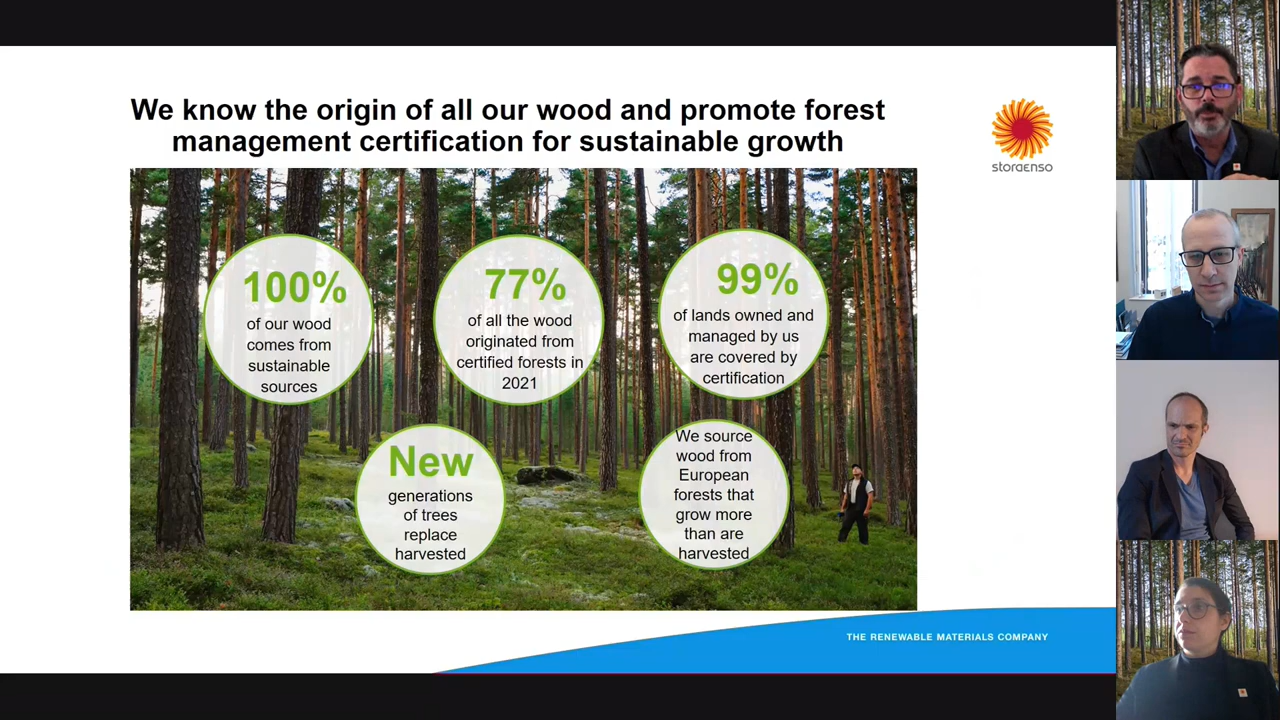 We know the origin of all our wood and promote forest
management certification for sustainable growth
storaenso
100%
of our wood
comes from
sustainable
sources
77%
of all the wood
originated from
certified forests in
2021
99%
of lands owned and
managed by us
are covered by
certification
New
generations
of trees
replace
harvested
We source
wood from
European
forests that
grow more
than are
harvested
THE RENEWABLE MATERIALS COMPANY